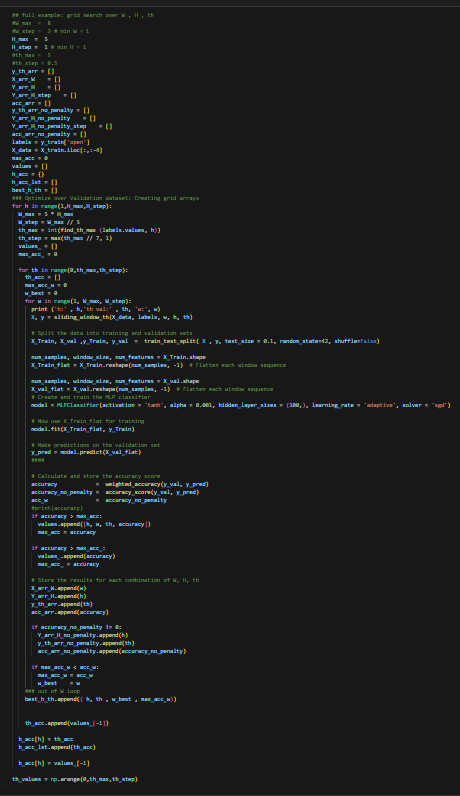 ## full example: grid search over W , H , th
#W_max = 8
#W_step = 3 # min W = 1
H_max = 5
H_step = 1 # min H = 1
#th_max = 5
#th_step = 0.5
y_th_arr = []
X_arr_W = []
Y_arr_H = []
Y_arr_H_step = []
acc_arr = []
y_th_arr_no_penalty = []
Y_arr_H_no_penalty = []
Y_arr_H_no_penalty_step = []
acc_arr_no_penalty = []
labels = y_train['open']
X_data = X_train.iloc[:,:-4]
max_acc = 0
values = []
h_acc = {}
h_acc_lst = []
best_h_th = []
### Optimize over Validation dataset: Creating grid arrays
for h in range(1,H_max,H_step):
W_max = 5 * H_max
W_step = W_max // 5
th_max = int(find_th_max (labels.values, h))
th_step = max(th_max // 7, 1)
values_ = []
max_acc_ = 0
for th in range(0,th_max,th_step):
th_acc = []
max_acc_w = 0
w_best = 0
for w in range(1, W_max, W_step):
print ('h:' , h,'th val:' , th, 'w:', w)
X, y = sliding_window_th(X_data, labels, w, h, th)
# Split the data into training and validation sets
X_Train, X_val ,y_Train, y_val = train_test_split( X , y, test_size = 0.1, random_state=42, shuffle=False)
num_samples, window_size, num_features = X_Train.shape
X_Train_flat = X_Train.reshape(num_samples, -1) # Flatten each window sequence
num_samples, window_size, num_features = X_val.shape
X_val_flat = X_val.reshape(num_samples, -1) # Flatten each window sequence
# Create and train the MLP classifier
model = MLPClassifier(activation = 'tanh', alpha = 0.001, hidden_layer_sizes = (100,), learning_rate = 'adaptive', solver = 'sgd')
# Now use X_Train_flat for training
model.fit(X_Train_flat, y_Train)
# Make predictions on the validation set
y_pred = model.predict(X_val_flat)
####
# Calculate and store the accuracy score
accuracy = weighted_accuracy(y_val, y_pred)
accuracy_no_penalty = accuracy_score(y_val, y_pred)
acc_w = accuracy_no_penalty
#print(accuracy)
if accuracy > max_acc:
values.append([h, w, th, accuracy])
max_acc = accuracy
if accuracy > max_acc_:
values_.append(accuracy)
max_acc_ = accuracy
# Store the results for each combination of W, H, th
X_arr_W.append(w)
Y_arr_H.append(h)
y_th_arr.append(th)
acc_arr.append(accuracy)
if accuracy_no_penalty != 0:
Y_arr_H_no_penalty.append(h)
y_th_arr_no_penalty.append(th)
acc_arr_no_penalty.append(accuracy_no_penalty)
if max_acc_w < acc_w:
max_acc_w = acc_w
w_best = w
### out of W loop
best_h_th.append([ h, th , w_best , max_acc_w])
th_acc.append(values_[-1])
h_acc[h] = th_acc
h_acc_lst.append(th_acc)
h_acc[h] = values_[-1]
th_values = np.arange(0,th_max,th_step)